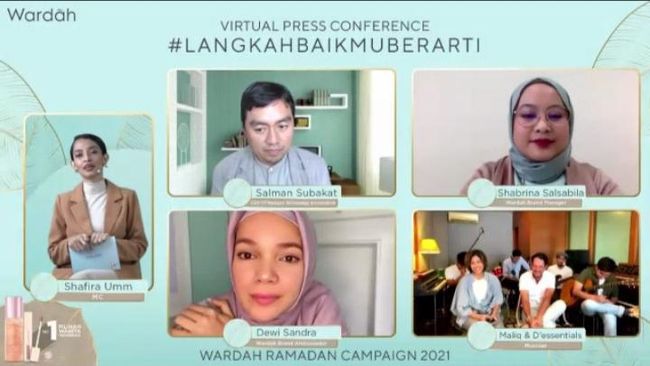 Wardah
VIRTUAL PRESS CONFERENCE
#LANGKAHBAIKMUBERARTI
Salman Subakat
Shabrina Salsabila
Wardah Brand Manager
Shafira Umm
MC
Dewi Sandra
Wardah Brand Ambassador
Maliq & D'essentials
Musician
WARDAH RAMADAN CAMPAIGN 2021